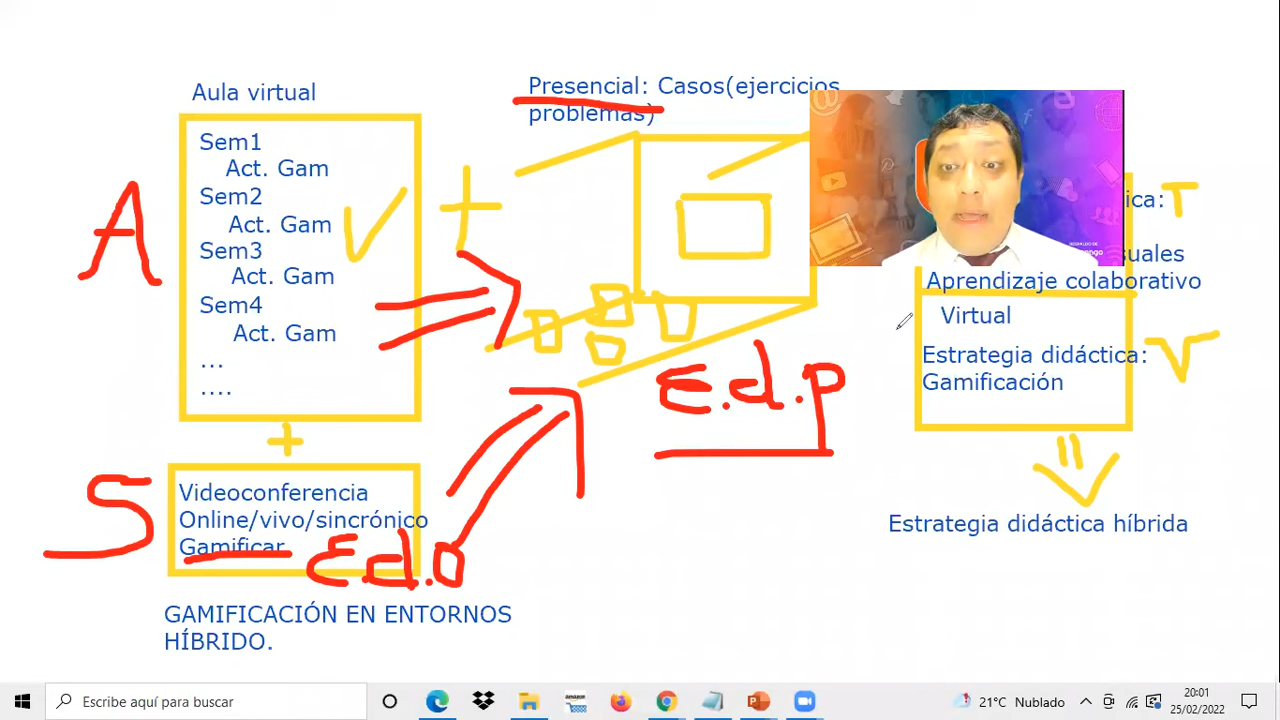 Aula virtual
Sem1
Act. Gam
Sem2
Act. Gam
Sem3
Act. Gam
Sem4
Act. Gam
...
....
A
+
S
Videoconferencia
Online/vivo/sincrónico
Gamificar
E.d.O
GAMIFICACIÓN EN ENTORNOS
HÍBRIDO.
+
Presencial: Casos(ejercicios
problemas)
E.d.p
ica: T
suales
Aprendizaje colaborativo
Virtual
Estrategia didáctica:
Gamificación
Estrategia didáctica híbrida
Escribe aquí para buscar
21°C Nublado
20:01
25/02/2022